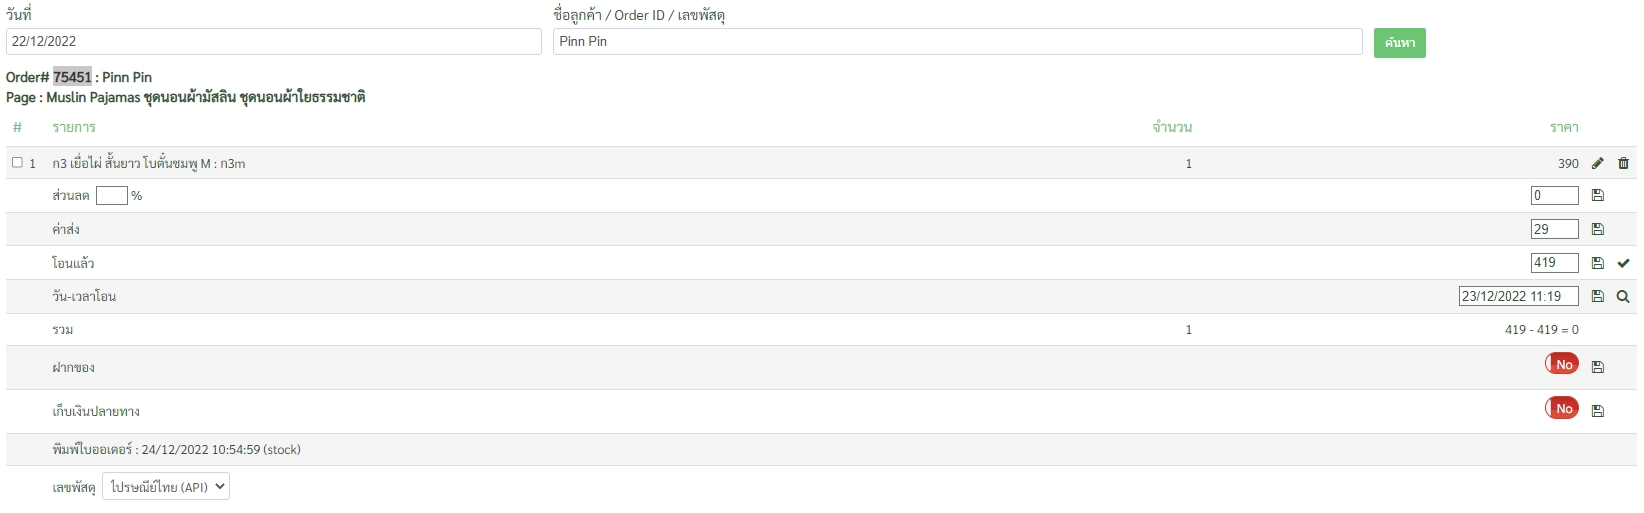 วันที่ ชื่อลูกค้า / Order ID / เลขพัสดุ
22/12/2022 Pinn Pin ค้นหา
Order# 75451 : Pinn Pin
Page : Muslin Pajamas ชุดนอนผ้ามัสลิน ชุดนอนผ้าใยธรรมชาติ
# รายการ จำนวน ราคา
1 ก3 เยื่อไผ่ สั้นยาว โบตั๋นชมพู M : ก3m 1 390
ส่วนลด % 0
ค่าส่ง 29
โอนแล้ว 419
วัน-เวลาโอน 23/12/2022 11:19
รวม 1 419 - 419 = 0
ฝากของ No
เก็บเงินปลายทาง No
พิมพ์ใบออเดอร์ : 24/12/2022 10:54:59 (stock)
เลขพัสดุ ไปรษณีย์ไทย (API)